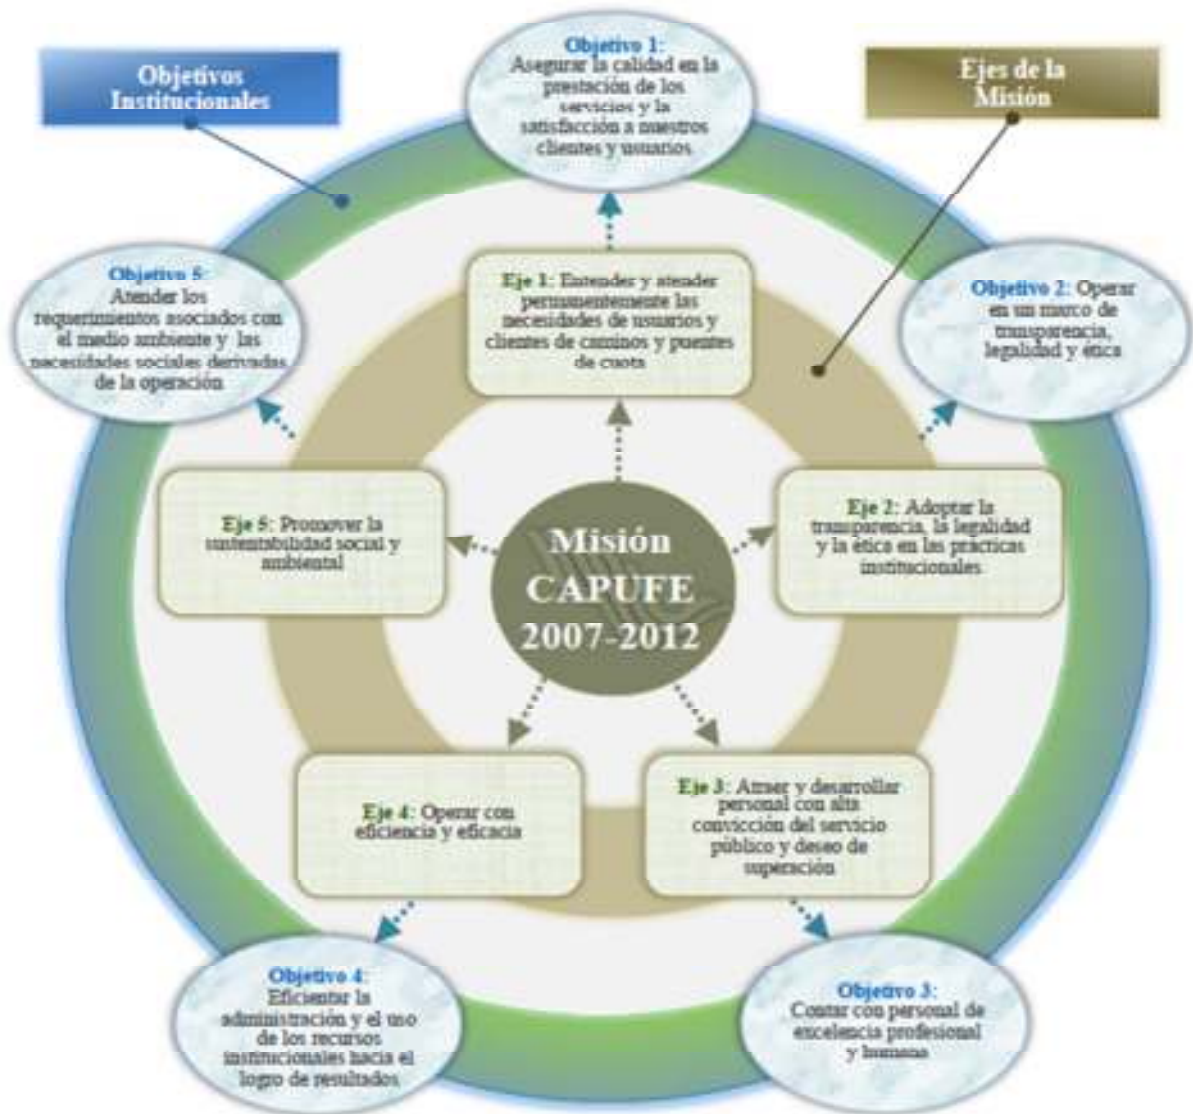 Objetivos
Institucionales
Objetivo 1:
Asegurar la calidad en la
prestación de los
servicios y la
satisfacción a nuestros
clientes y usuarios
Ejes de la
Misión
Objetivo 5:
Atender los
requerimientos asociados con
el medio ambiente y las
necesidades sociales derivadas
de la operación
Eje 1: Entender y atender
permanentemente las
necesidades de usuarios y
clientes de caminos y puentes
de cuota
Objetivo 2: Operar
en un marco de
transparencia,
legalidad y ética
Eje 5: Promover la
sustentabilidad social y
ambiental
Misión
CAPUFE
2007-2012
Eje 2: Adoptar la
transparencia, la legalidad
y la ética en las prácticas
institucionales
Eje 4: Operar con
eficiencia y eficacia
Eje 3: Atraer y desarrollar
personal con alta
convicción del servicio
público y deseo de
superación
Objetivo 4:
Eficientar la
administración y el uso
de los recursos
institucionales hacia el
logro de resultados
Objetivo 3:
Contar con personal de
excelencia profesional
y humana